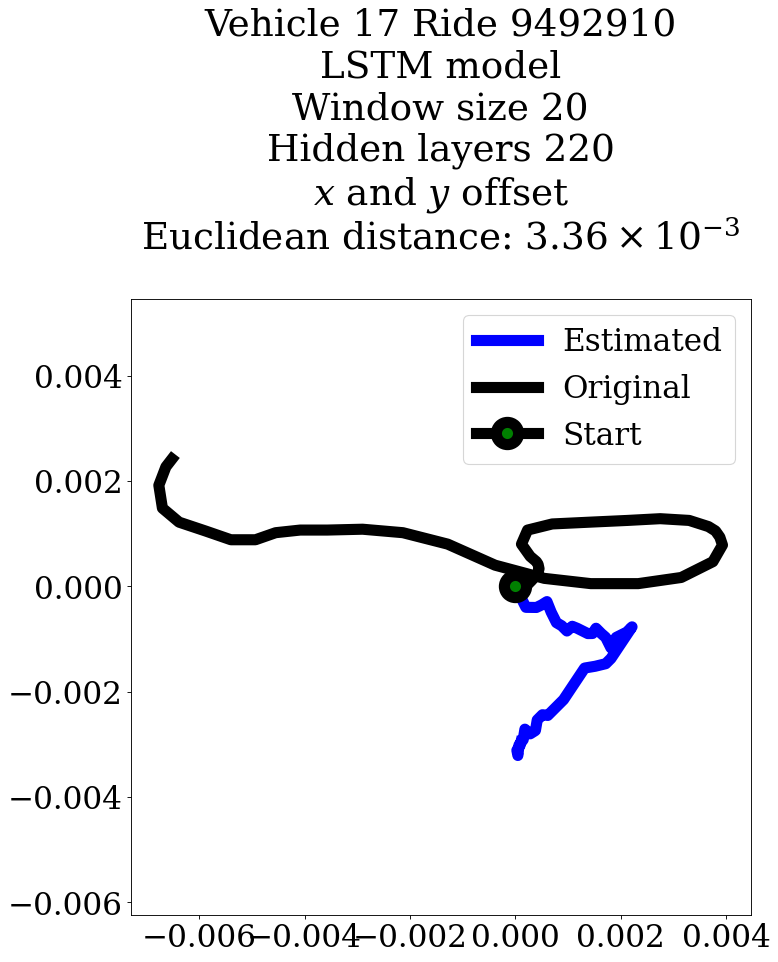 Vehicle 17 Ride 9492910
LSTM model
Window size 20
Hidden layers 220
x and y offset
Euclidean distance: 3.36 × 10⁻³
Estimated
Original
Start
0.004
0.002
0.000
−0.002
−0.004
−0.006
−0.006 −0.004 −0.002 0.000 0.002 0.004